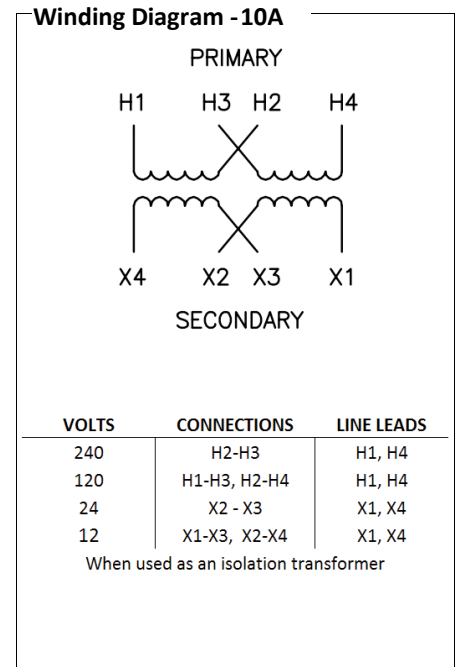 Winding Diagram -10A
PRIMARY
H1 H3 H2 H4
X4 X2 X3 X1
SECONDARY
VOLTS CONNECTIONS LINE LEADS
240 H2-H3 H1, H4
120 H1-H3, H2-H4 H1, H4
24 X2 - X3 X1, X4
12 X1-X3, X2-X4 X1, X4
When used as an isolation transformer